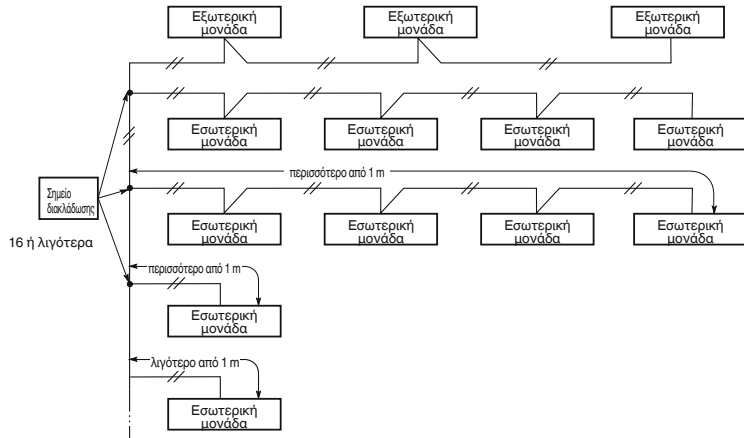 Εξωτερική
μονάδα
Εξωτερική
μονάδα
Εξωτερική
μονάδα
Εσωτερική
μονάδα
Εσωτερική
μονάδα
Εσωτερική
μονάδα
Εσωτερική
μονάδα
περισσότερο από 1 m
Σημείο
διακλάδωσης
16 ή λιγότερα
Εσωτερική
μονάδα
Εσωτερική
μονάδα
Εσωτερική
μονάδα
Εσωτερική
μονάδα
περισσότερο από 1 m
Εσωτερική
μονάδα
λιγότερο από 1 m
Εσωτερική
μονάδα